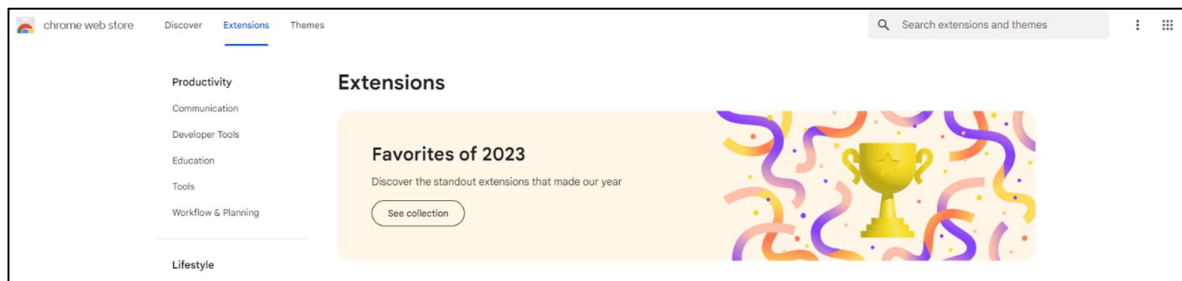 chrome web store
Discover
Extensions
Themes
Search extensions and themes
Productivity
Communication
Developer Tools
Education
Tools
Workflow & Planning
Lifestyle
Extensions
Favorites of 2023
Discover the standout extensions that made our year
See collection